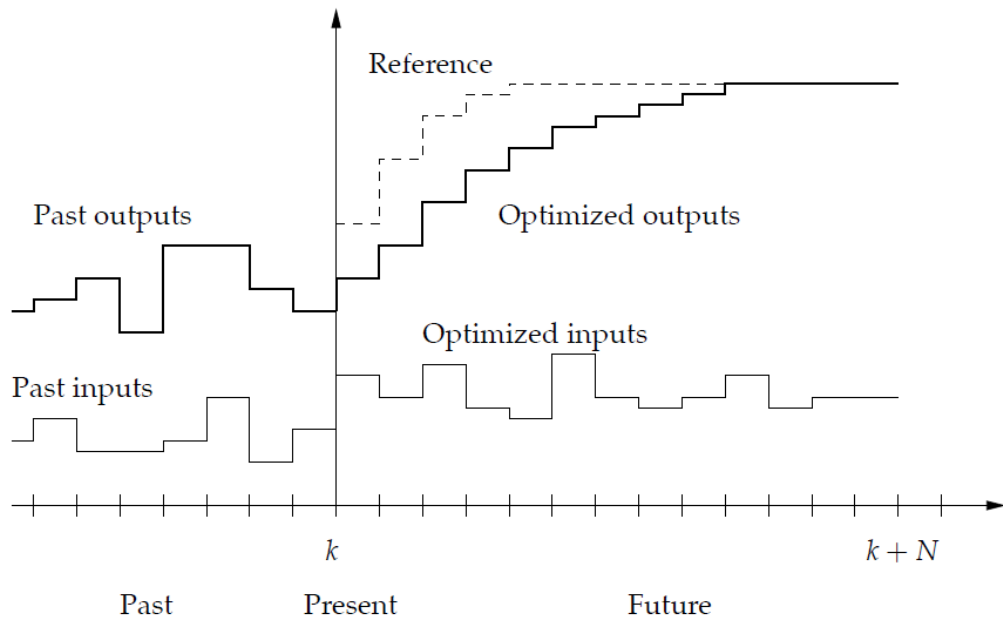 Reference
Past outputs
Optimized outputs
Optimized inputs
Past inputs
k
k + N
Past
Present
Future